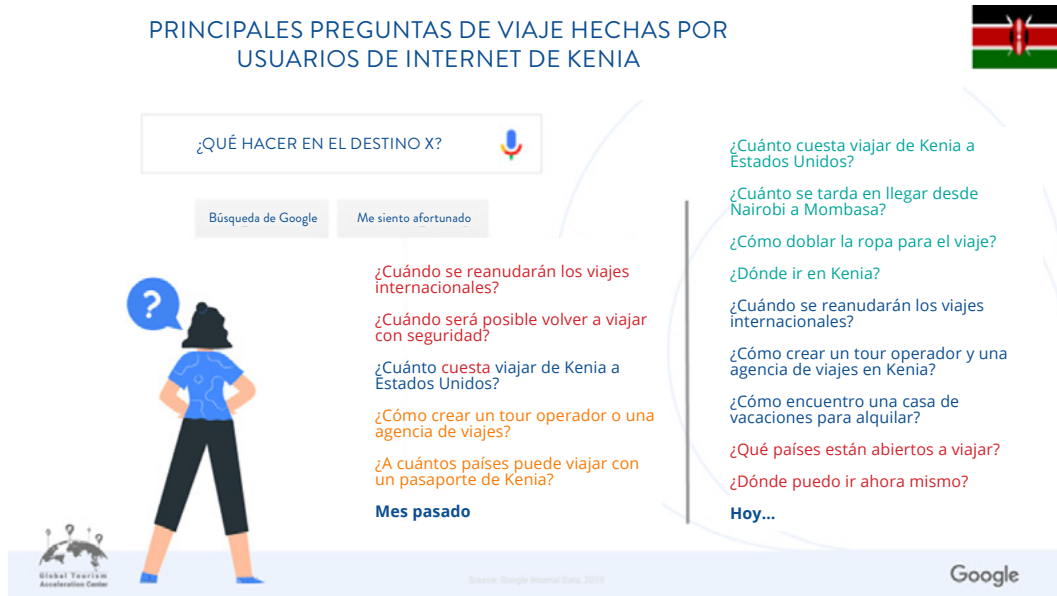 PRINCIPALES PREGUNTAS DE VIAJE HECHAS POR
USUARIOS DE INTERNET DE KENIA
¿QUÉ HACER EN EL DESTINO X?
Búsqueda de Google
Me siento afortunado
?
¿Cuándo se reanudarán los viajes
internacionales?
¿Cuándo será posible volver a viajar
con seguridad?
¿Cuánto cuesta viajar de Kenia a
Estados Unidos?
¿Cómo crear un tour operador o una
agencia de viajes?
¿A cuántos países puede viajar con
un pasaporte de Kenia?
Mes pasado
¿Cuánto cuesta viajar de Kenia a
Estados Unidos?
¿Cuánto se tarda en llegar desde
Nairobi a Mombasa?
¿Cómo doblar la ropa para el viaje?
¿Dónde ir en Kenia?
¿Cuándo se reanudarán los viajes
internacionales?
¿Cómo crear un tour operador y una
agencia de viajes en Kenia?
¿Cómo encuentro una casa de
vacaciones para alquilar?
¿Qué países están abiertos a viajar?
¿Dónde puedo ir ahora mismo?
Hoy...
Global Tourism
Acceleration Center
Source: Google Internal Data, 2019
Google